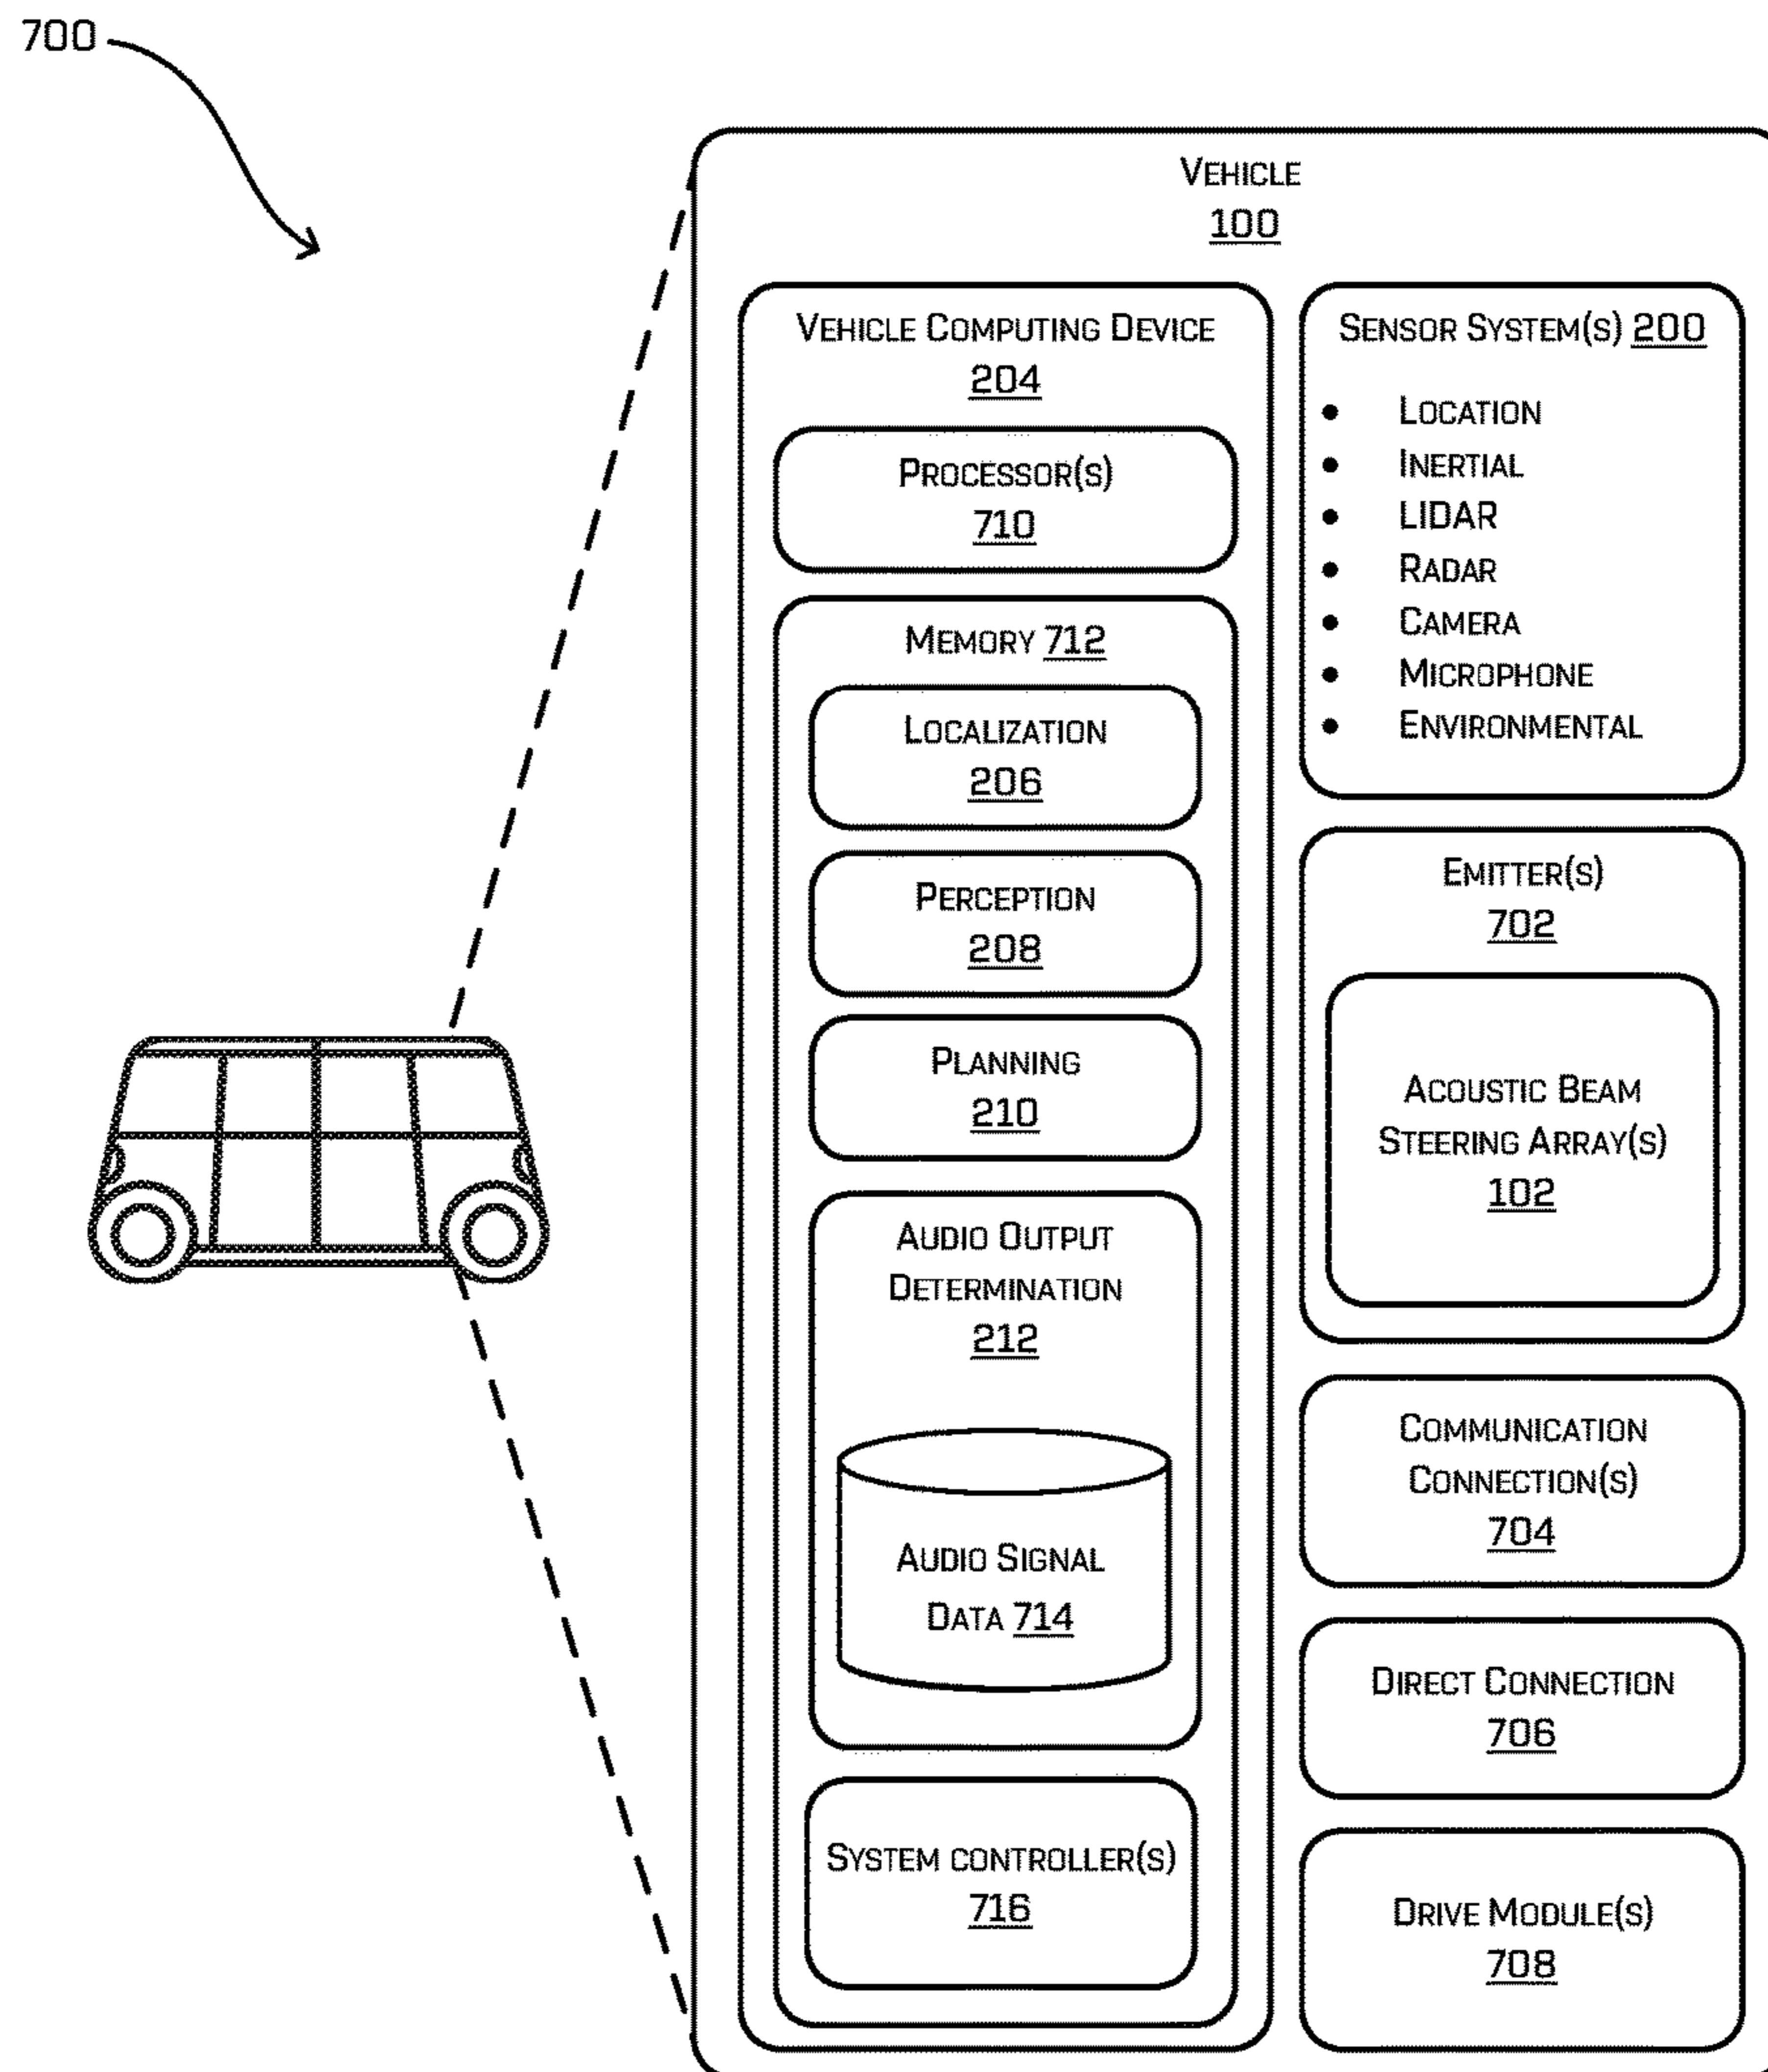 700
VEHICLE
100
VEHICLE COMPUTING DEVICE
204
PROCESSOR(S)
710
MEMORY 712
LOCALIZATION
206
PERCEPTION
208
PLANNING
210
AUDIO OUTPUT
DETERMINATION
212
AUDIO SIGNAL
DATA 714
SYSTEM CONTROLLER(S)
716
SENSOR SYSTEM(S) 200
• LOCATION
• INERTIAL
• LIDAR
• RADAR
• CAMERA
• MICROPHONE
• ENVIRONMENTAL
EMITTER(S)
702
ACOUSTIC BEAM
STEERING ARRAY(S)
102
COMMUNICATION
CONNECTION(S)
704
DIRECT CONNECTION
706
DRIVE MODULE(S)
708